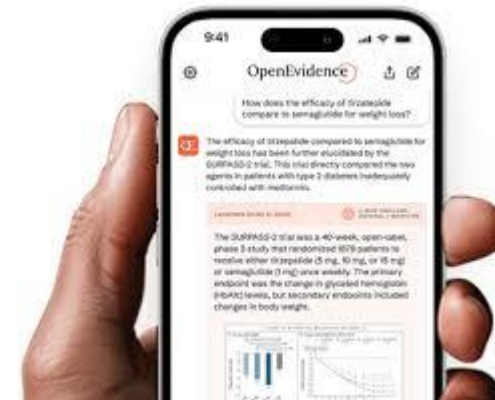 9:41
OpenEvidence
How does the efficacy of tirzepatide
compare to semaglutide for weight loss?
Œ
The efficacy of tirzepatide compared to semaglutide for
weight loss has been further elucidated by the
SURPASS-2 trial. This trial directly compared the two
agents in patients with type 2 diabetes inadequately
controlled with metformin.
The SURPASS-2 trial was a 40-week, open-label,
phase 3 study that randomized 1879 patients to
receive either tirzepatide (5 mg, 10 mg, or 15 mg)
or semaglutide (1 mg) once weekly. The primary
endpoint was the change in glycated hemoglobin
(HbA1c) levels, but secondary endpoints included
changes in body weight.